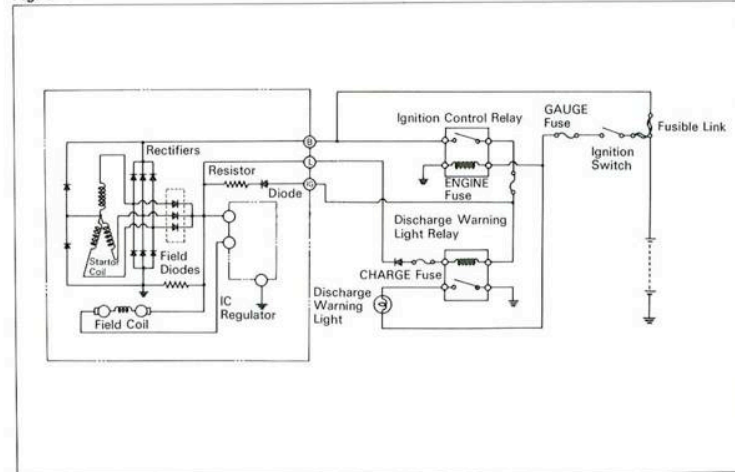 Rectifiers
Resistor
Diode
Stator
Coil
Field
Diodes
Field Coil
IC
Regulator
B
L
IG
Ignition Control Relay
ENGINE
Fuse
GAUGE
Fuse
Ignition
Switch
Fusible Link
Discharge Warning
Light Relay
CHARGE Fuse
Discharge
Warning
Light